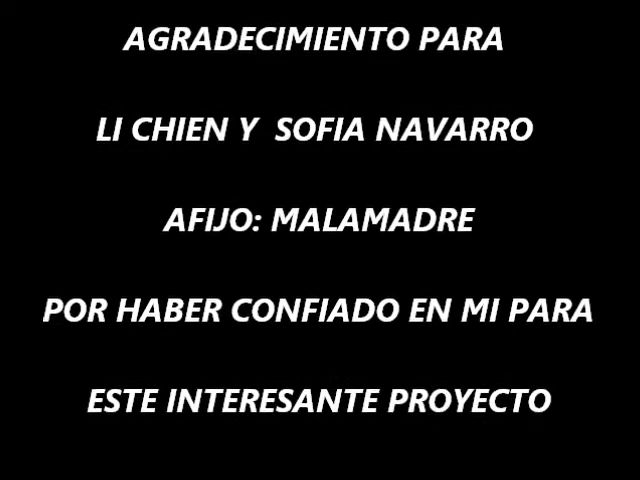 AGRADECIMIENTO PARA
LI CHIEN Y SOFIA NAVARRO
AFIJO: MALAMADRE
POR HABER CONFIADO EN MI PARA
ESTE INTERESANTE PROYECTO